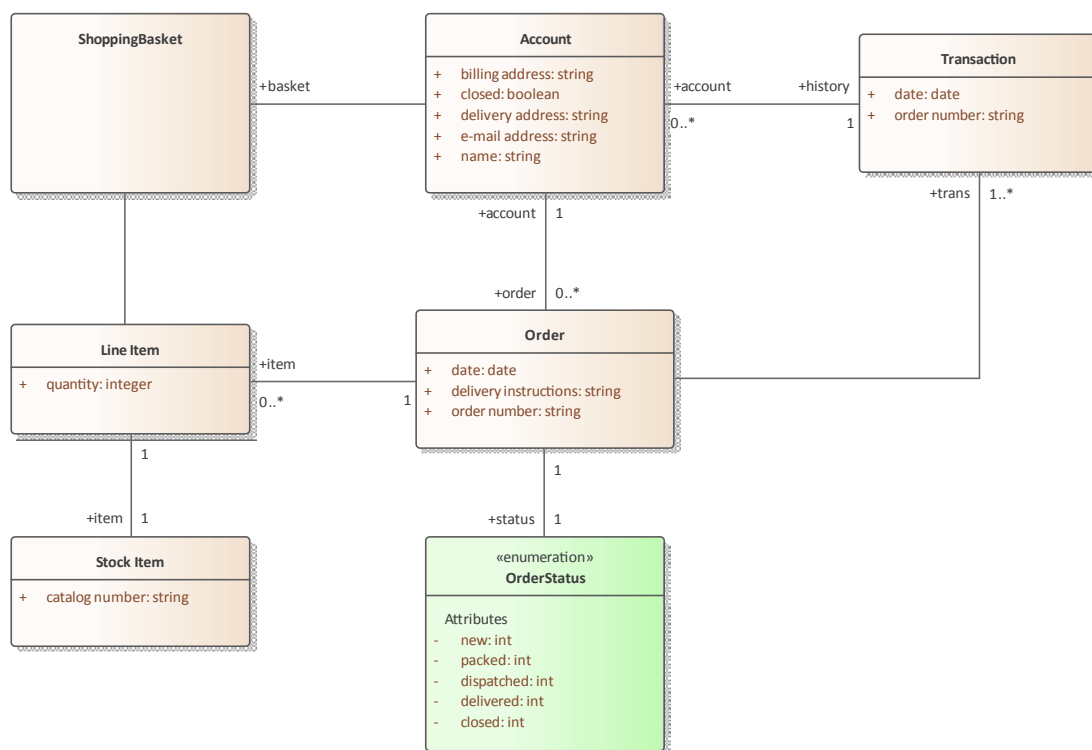 ShoppingBasket
+basket
Account
+ billing address: string
+ closed: boolean
+ delivery address: string
+ e-mail address: string
+ name: string
+account
0..*
+history
1
Transaction
+ date: date
+ order number: string
+trans
1..*
+account
1
+order
0..*
Line Item
+ quantity: integer
+item
0..*
1
Order
+ date: date
+ delivery instructions: string
+ order number: string
1
+item
1
1
+status
1
Stock Item
+ catalog number: string
«enumeration»
OrderStatus
Attributes
- new: int
- packed: int
- dispatched: int
- delivered: int
- closed: int